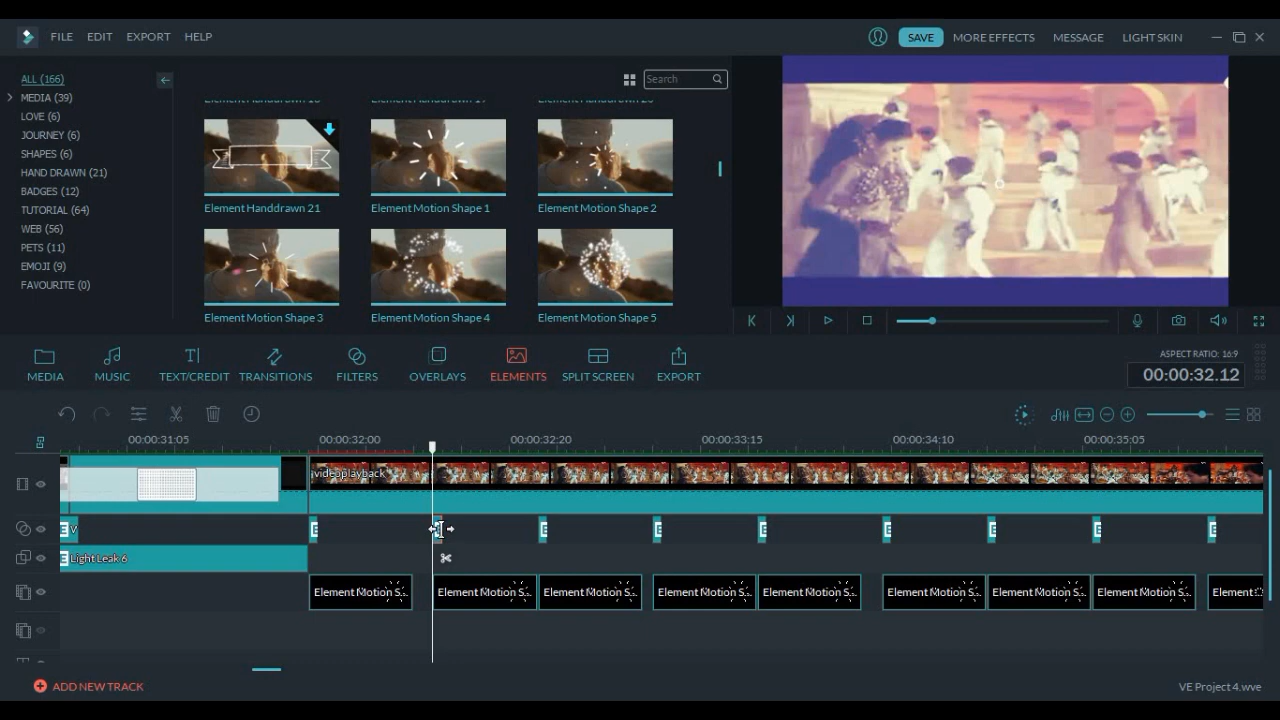 FILE EDIT EXPORT HELP SAVE MORE EFFECTS MESSAGE LIGHT SKIN
ALL (166)
MEDIA (39)
LOVE (6)
JOURNEY (6)
SHAPES (6)
HAND DRAWN (21)
BADGES (12)
TUTORIAL (64)
WEB (56)
PETS (11)
EMOJI (9)
FAVOURITE (0)
Search
Element Handdrawn 21 Element Motion Shape 1 Element Motion Shape 2
Element Motion Shape 3 Element Motion Shape 4 Element Motion Shape 5
MEDIA MUSIC TEXT/CREDIT TRANSITIONS FILTERS OVERLAYS ELEMENTS SPLIT SCREEN EXPORT
ASPECT RATIO: 16:9
00:00:32.12
00:00:31:05 00:00:32:00 00:00:32:20 00:00:33:15 00:00:34:10 00:00:35:05
videoplayback
Light Leak 6
Element Motion S... Element Motion S... Element Motion S... Element Motion S... Element Motion S... Element Motion S... Element Motion S... Element Motion S... Element
ADD NEW TRACK
VE Project 4.wve